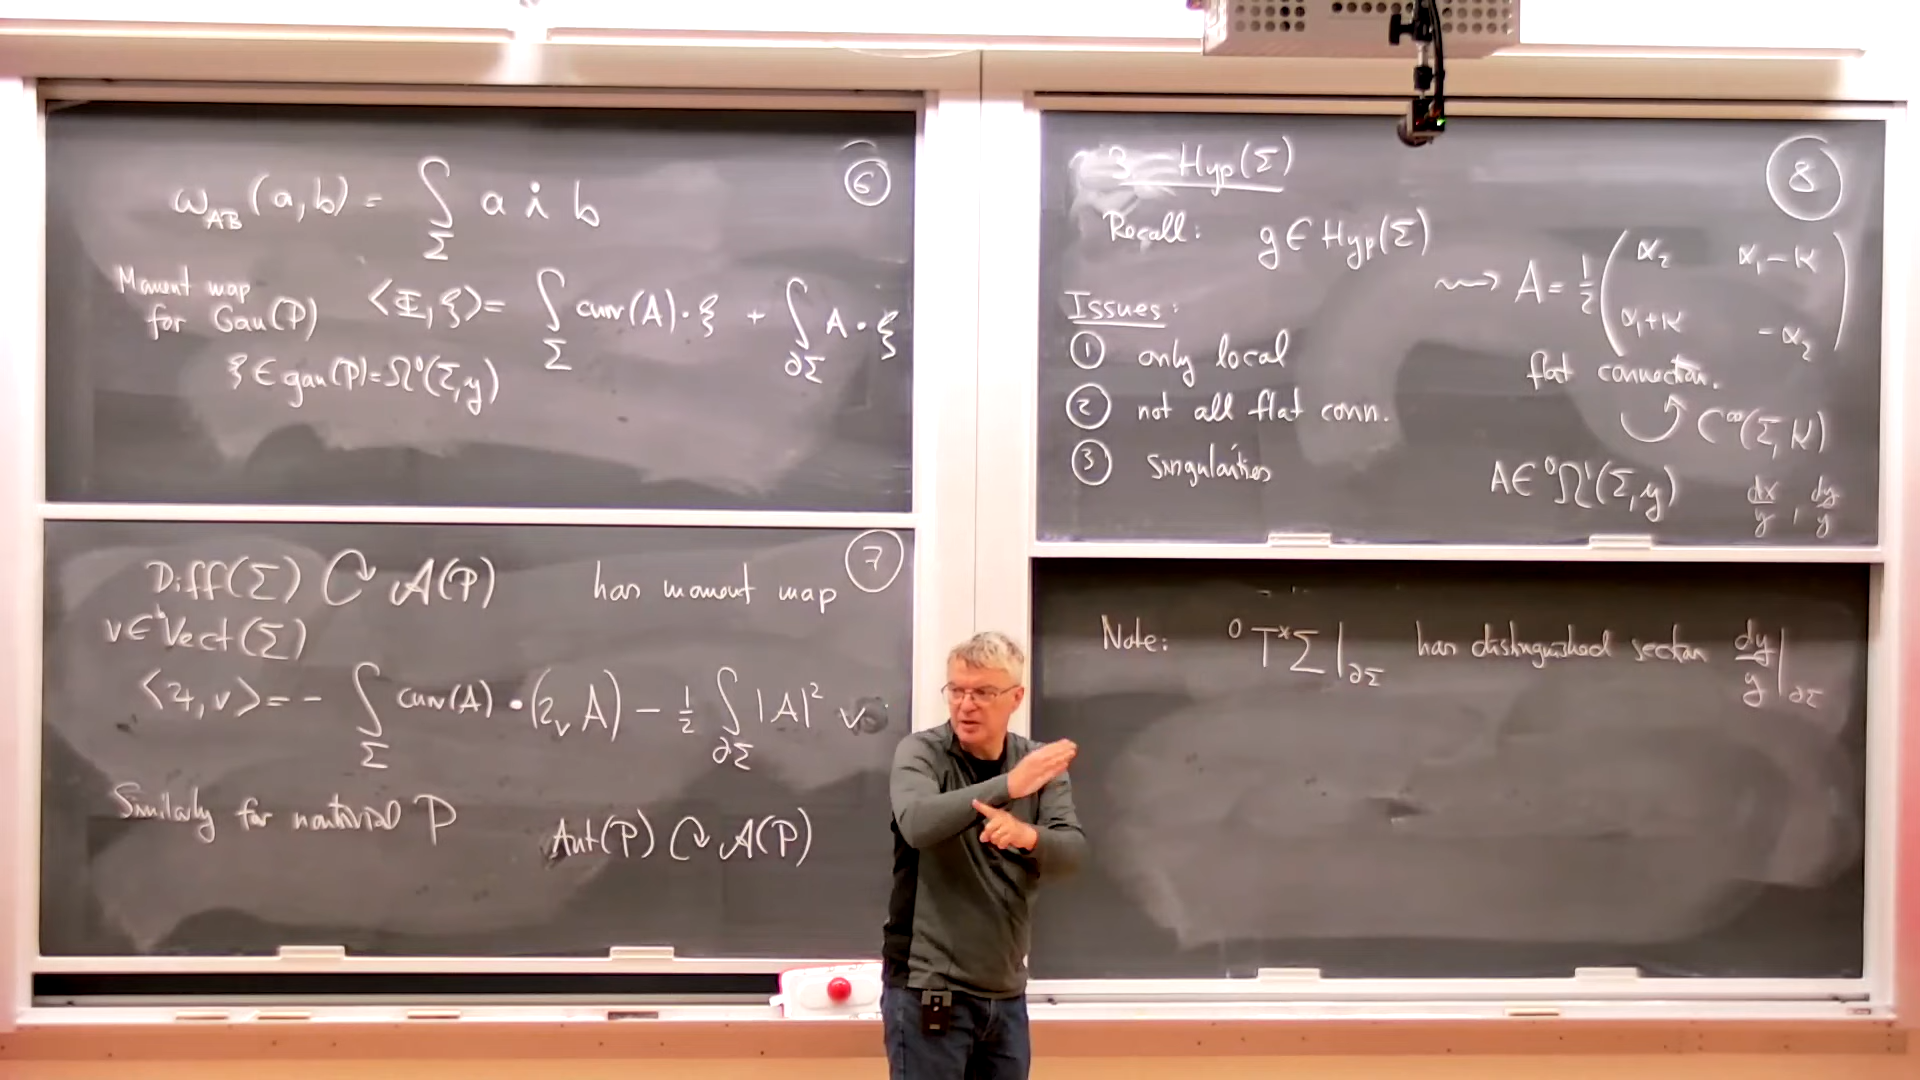 ⑥
ω_AB (a, b) = ∫_Σ a ∧ b
Moment map for Gau(P) ⟨Φ, ξ⟩ = ∫_Σ curv(A)·ξ + ∫_∂Σ A·ξ
ξ ∈ gau(P) = Ω⁰(Σ, g)
⑦
Diff(Σ) ↻ A(P) has moment map
v ∈ Vect(Σ)
⟨Ψ, v⟩ = − ∫_Σ curv(A)·(ι_v A) − ½ ∫_∂Σ |A|² v
Similarly for nontrivial P
Aut(P) ↻ A(P)
⑧
3. Hyp(Σ)
Recall: g ∈ Hyp(Σ)
⇝ A = ½ ( α₂ α₁−κ
α₁+κ −α₂ )
flat connection.
↻ C^∞(Σ, K)
Issues:
① only local
② not all flat conn.
③ singularities
A ∈ ⁰Ω¹(Σ, g) dx/y, dy/y
Note: ⁰T*Σ|_∂Σ has distinguished section dy/y|_∂Σ